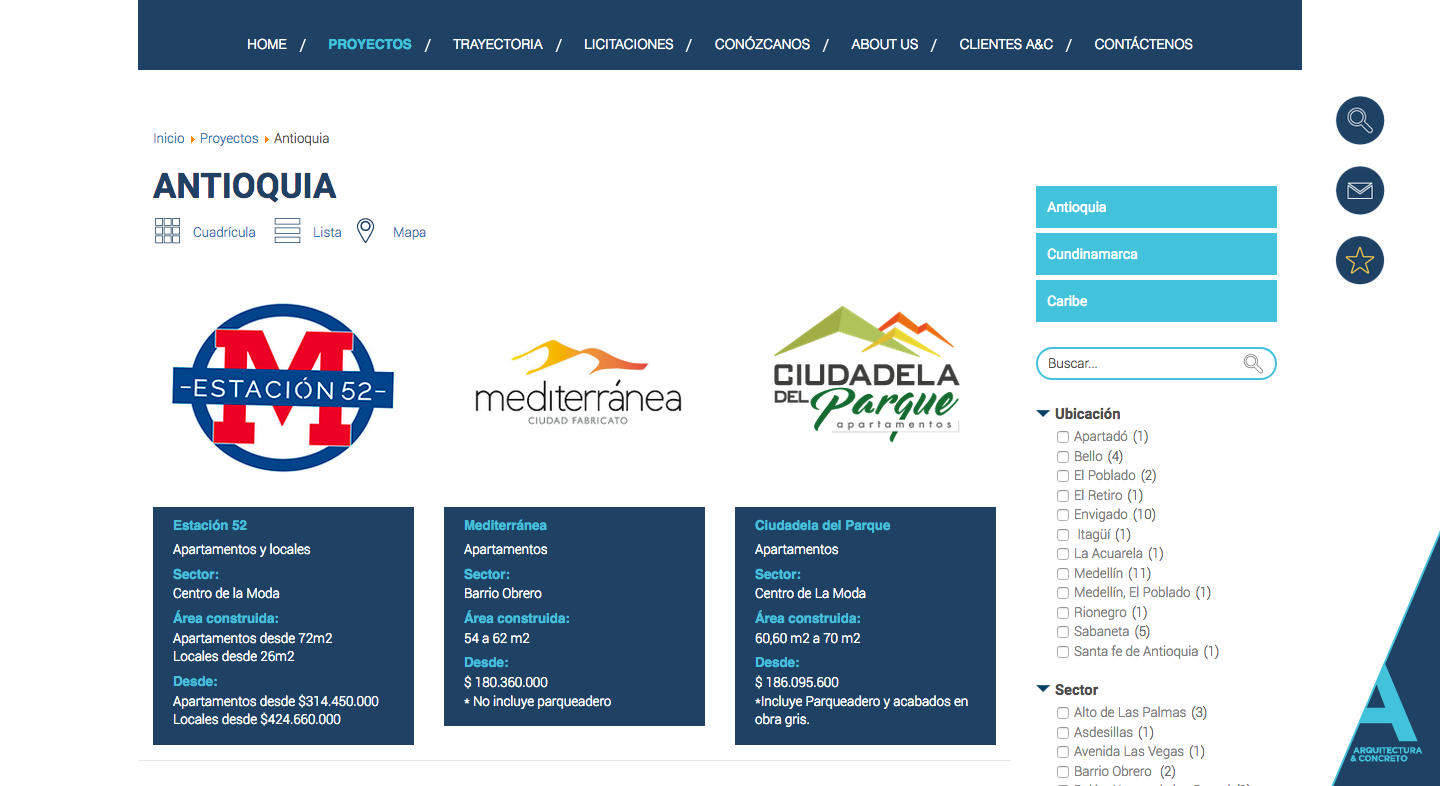 HOME / PROYECTOS / TRAYECTORIA / LICITACIONES / CONÓZCANOS / ABOUT US / CLIENTES A&C / CONTÁCTENOS
Inicio Proyectos Antioquia
ANTIOQUIA
Cuadrícula Lista Mapa
M
-ESTACIÓN 52-
mediterránea
CIUDAD FABRICATO
CIUDADELA
DEL Parque
apartamentos
Estación 52
Apartamentos y locales
Sector:
Centro de la Moda
Área construida:
Apartamentos desde 72m2
Locales desde 26m2
Desde:
Apartamentos desde $314.450.000
Locales desde $424.660.000
Mediterránea
Apartamentos
Sector:
Barrio Obrero
Área construida:
54 a 62 m2
Desde:
$ 180.360.000
* No incluye parqueadero
Ciudadela del Parque
Apartamentos
Sector:
Centro de La Moda
Área construida:
60,60 m2 a 70 m2
Desde:
$ 186.095.600
*Incluye Parqueadero y acabados en
obra gris.
Antioquia
Cundinamarca
Caribe
Buscar...
Ubicación
Apartadó (1)
Bello (4)
El Poblado (2)
El Retiro (1)
Envigado (10)
Itagüí (1)
La Acuarela (1)
Medellín (11)
Medellín, El Poblado (1)
Rionegro (1)
Sabaneta (5)
Santa fe de Antioquia (1)
Sector
Alto de Las Palmas (3)
Asdesillas (1)
Avenida Las Vegas (1)
Barrio Obrero (2)
A
ARQUITECTURA
& CONCRETO